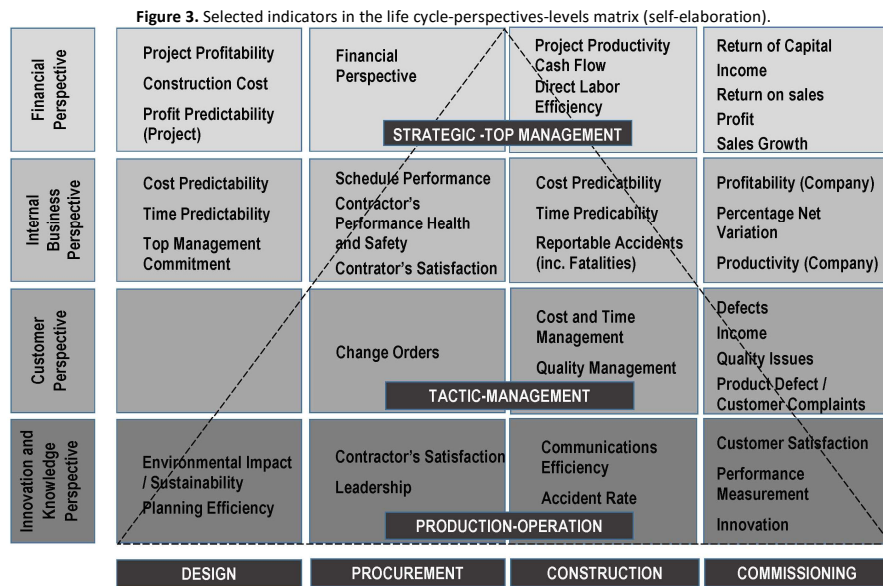 Figure 3. Selected indicators in the life cycle-perspectives-levels matrix (self-elaboration).
Financial
Perspective
Project Profitability
Construction Cost
Profit Predictability
(Project)
Financial
Perspective
Project Productivity
Cash Flow
Direct Labor
Efficiency
Return of Capital
Income
Return on sales
Profit
Sales Growth
STRATEGIC -TOP MANAGEMENT
Internal
Business
Perspective
Cost Predictability
Time Predictability
Top Management
Commitment
Schedule Performance
Contractor's
Performance Health
and Safety
Contrator's Satisfaction
Cost Predicatbility
Time Predicability
Reportable Accidents
(inc. Fatalities)
Profitability (Company)
Percentage Net
Variation
Productivity (Company)
Customer
Perspective
Change Orders
Cost and Time
Management
Quality Management
Defects
Income
Quality Issues
Product Defect /
Customer Complaints
TACTIC-MANAGEMENT
Innovation and
Knowledge
Perspective
Environmental Impact
/ Sustainability
Planning Efficiency
Contractor's Satisfaction
Leadership
Communications
Efficiency
Accident Rate
Customer Satisfaction
Performance
Measurement
Innovation
PRODUCTION-OPERATION
DESIGN
PROCUREMENT
CONSTRUCTION
COMMISSIONING